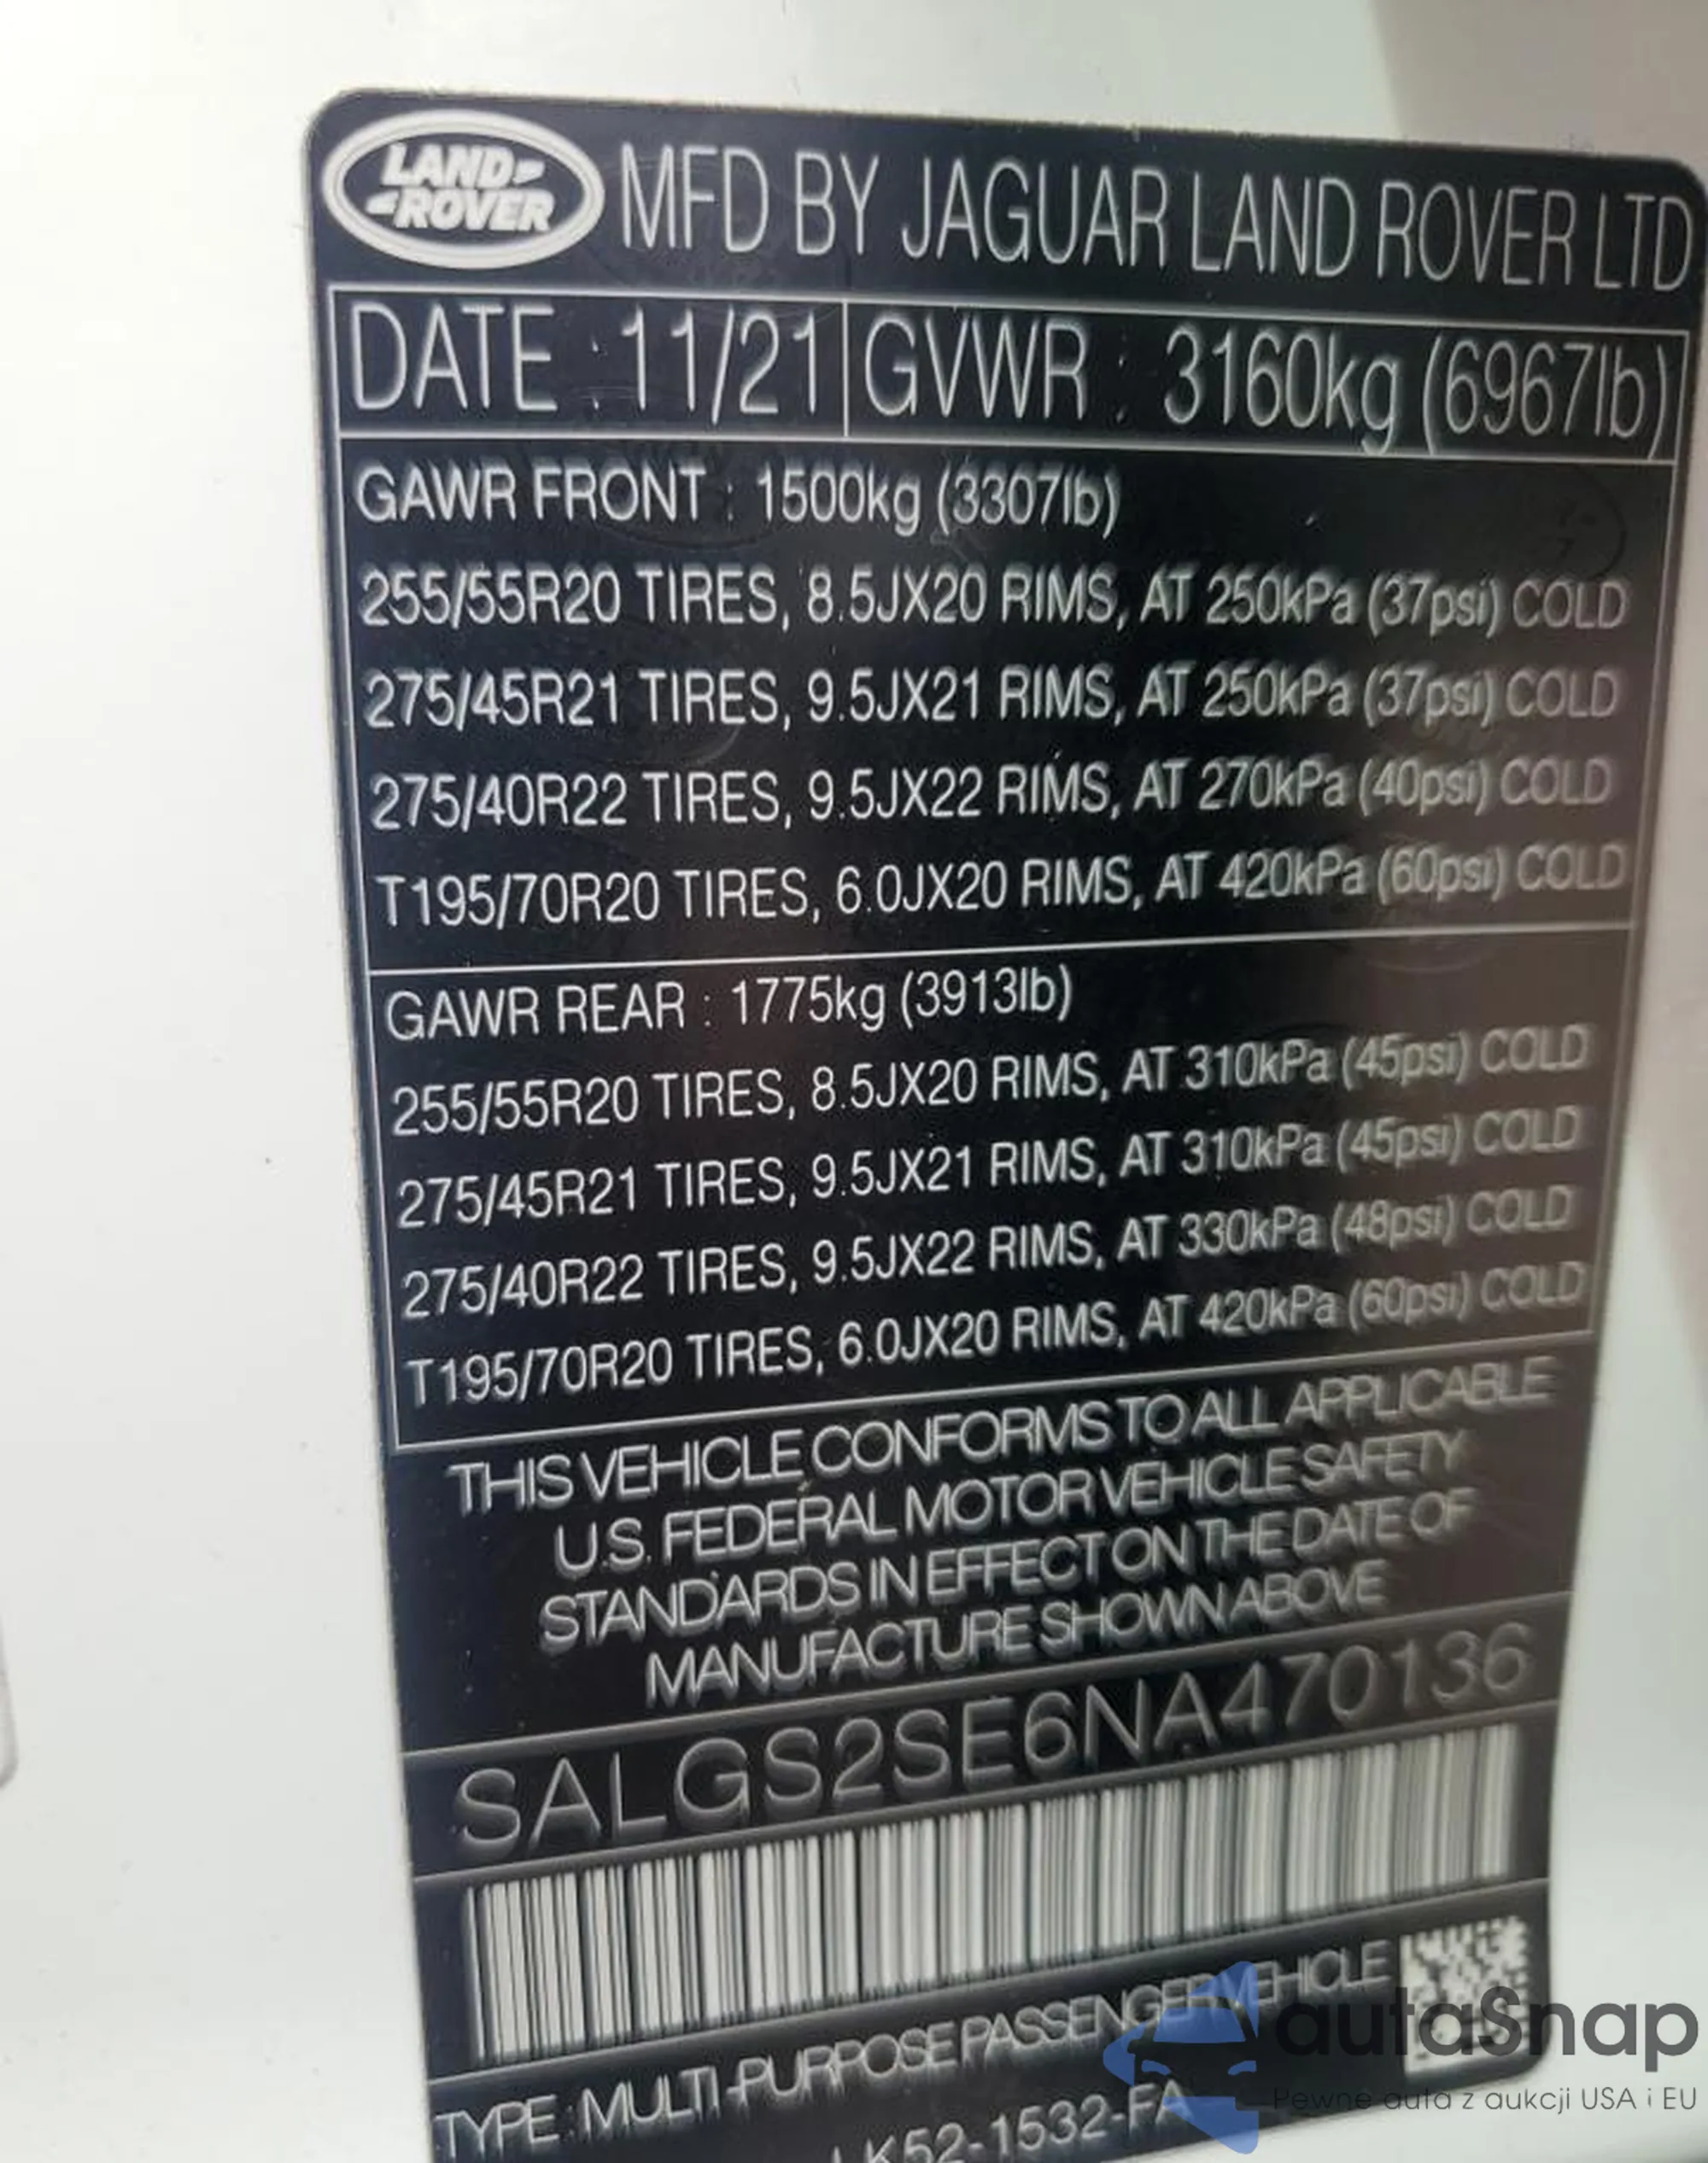 LAND-
-ROVER
MFD BY JAGUAR LAND ROVER LTD
DATE : 11/21 GVWR : 3160kg (6967lb)
GAWR FRONT : 1500kg (3307lb)
255/55R20 TIRES, 8.5JX20 RIMS, AT 250kPa (37psi) COLD
275/45R21 TIRES, 9.5JX21 RIMS, AT 250kPa (37psi) COLD
275/40R22 TIRES, 9.5JX22 RIMS, AT 270kPa (40psi) COLD
T195/70R20 TIRES, 6.0JX20 RIMS, AT 420kPa (60psi) COLD
GAWR REAR : 1775kg (3913lb)
255/55R20 TIRES, 8.5JX20 RIMS, AT 310kPa (45psi) COLD
275/45R21 TIRES, 9.5JX21 RIMS, AT 310kPa (45psi) COLD
275/40R22 TIRES, 9.5JX22 RIMS, AT 330kPa (48psi) COLD
T195/70R20 TIRES, 6.0JX20 RIMS, AT 420kPa (60psi) COLD
THIS VEHICLE CONFORMS TO ALL APPLICABLE
U.S. FEDERAL MOTOR VEHICLE SAFETY
STANDARDS IN EFFECT ON THE DATE OF
MANUFACTURE SHOWN ABOVE
SALGS2SE6NA470136
TYPE : MULTI-PURPOSE PASSENGER VEHICLE
K52-1532-FA
autaSnap
Pewne auta z aukcji USA i EU